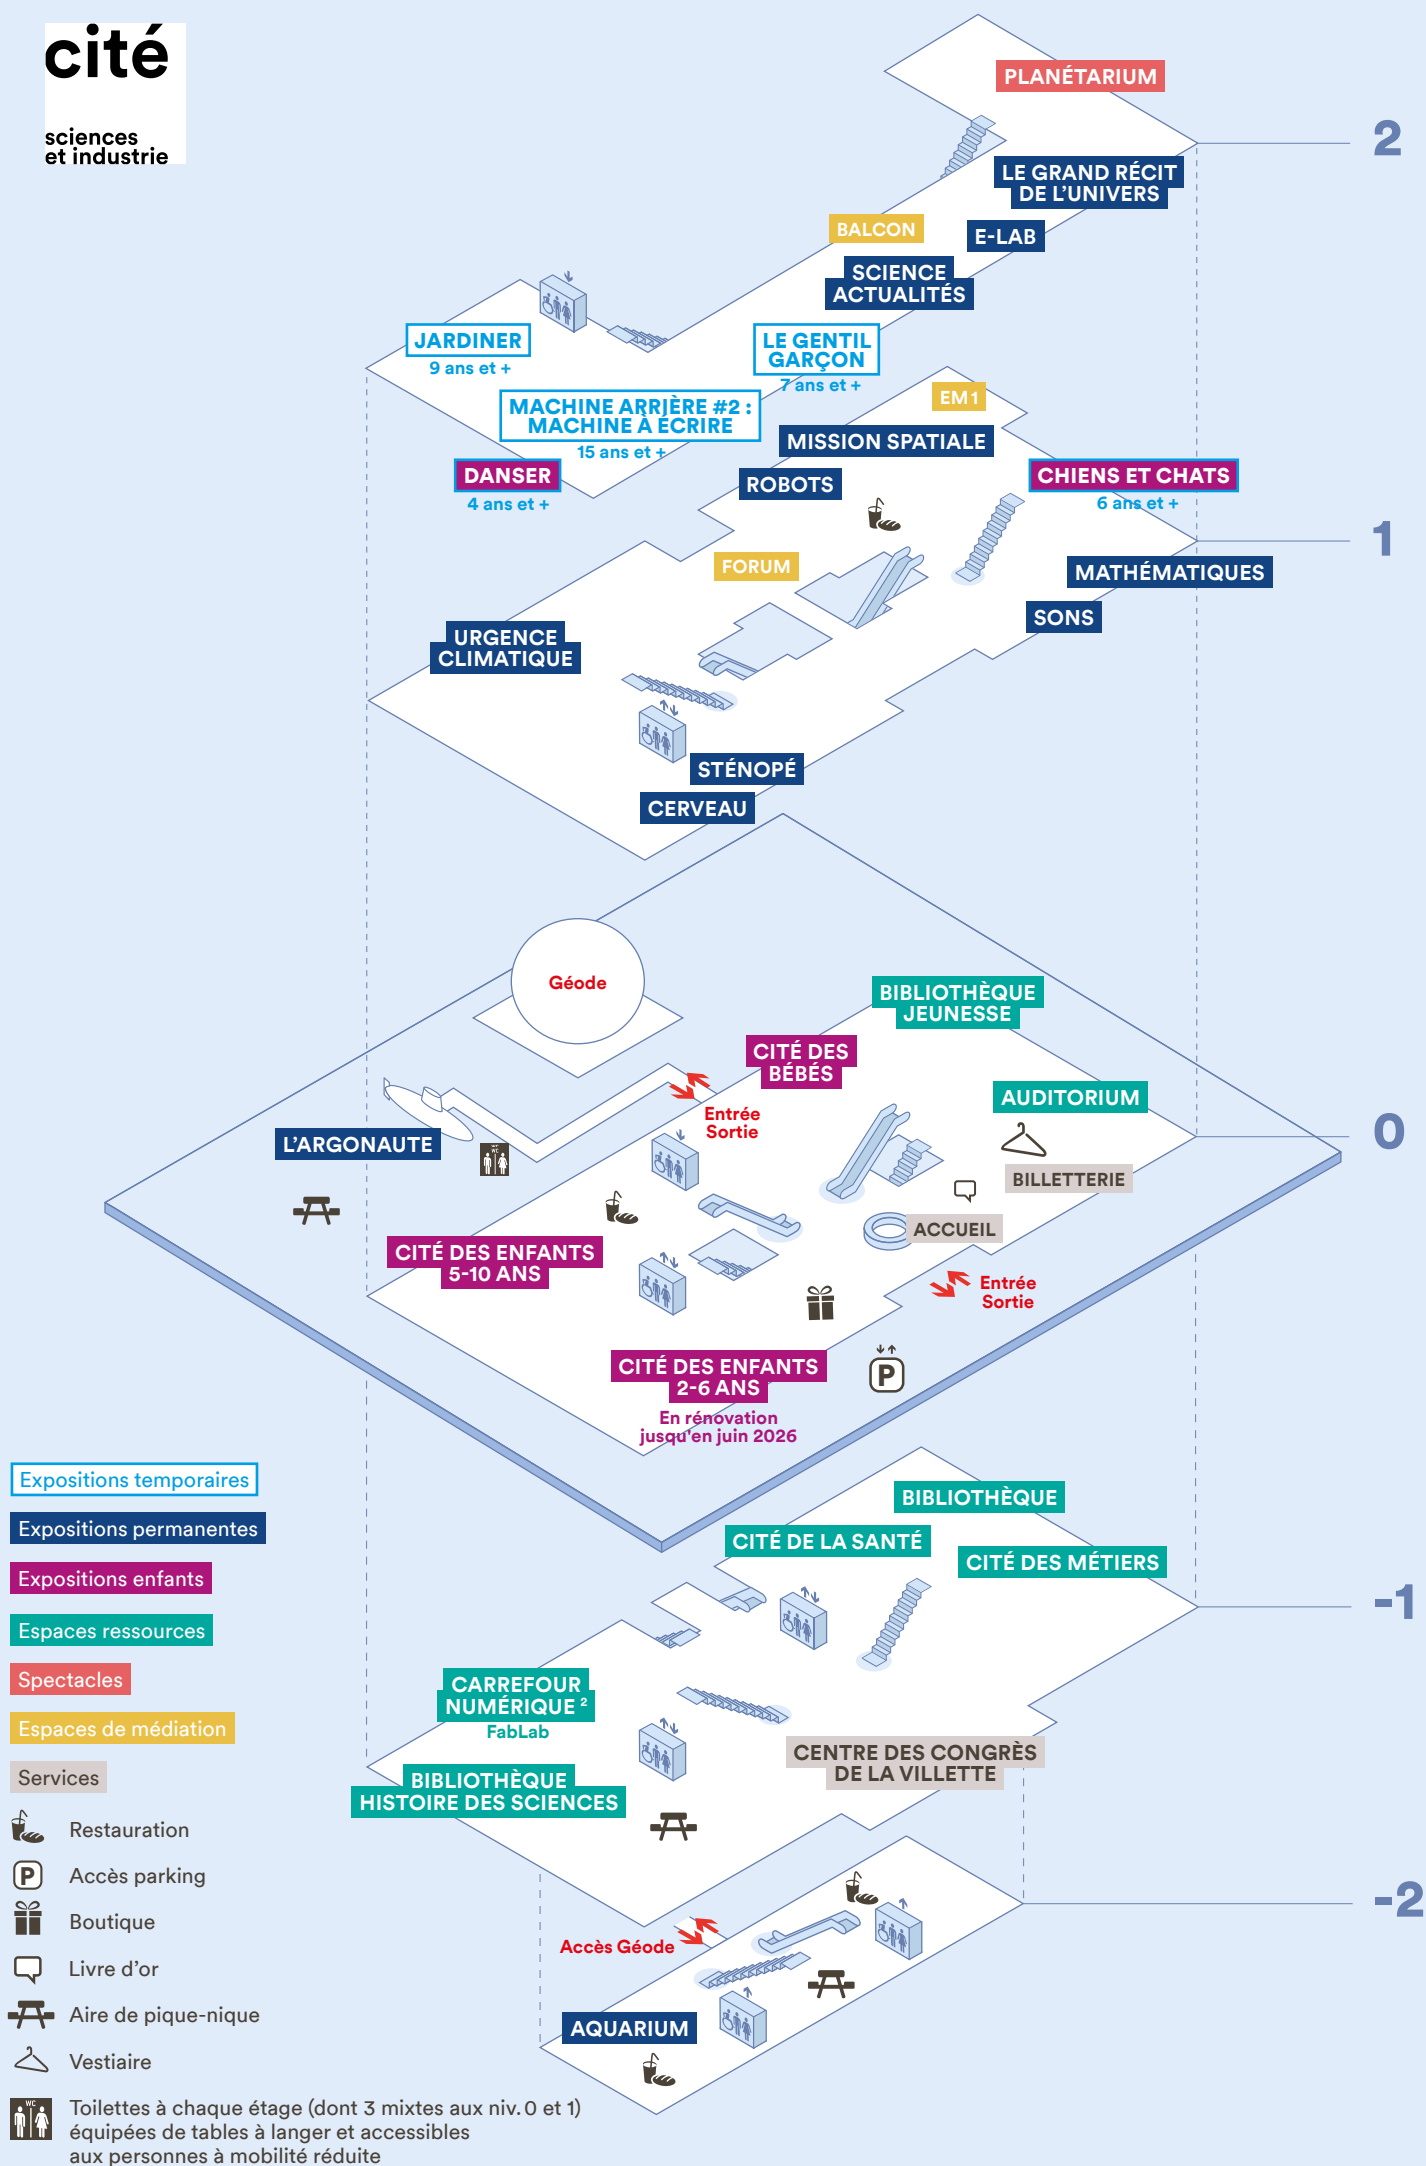 cité
sciences
et industrie
PLANÉTARIUM
2
LE GRAND RÉCIT
DE L'UNIVERS
BALCON
E-LAB
SCIENCE
ACTUALITÉS
JARDINER
9 ans et +
LE GENTIL
GARÇON
7 ans et +
MACHINE ARRIÈRE #2 :
MACHINE À ÉCRIRE
15 ans et +
DANSER
4 ans et +
EM1
MISSION SPATIALE
ROBOTS
CHIENS ET CHATS
6 ans et +
1
FORUM
MATHÉMATIQUES
SONS
URGENCE
CLIMATIQUE
STÉNOPÉ
CERVEAU
Géode
BIBLIOTHÈQUE
JEUNESSE
CITÉ DES
BÉBÉS
AUDITORIUM
Entrée
Sortie
0
L'ARGONAUTE
WC
BILLETTERIE
ACCUEIL
CITÉ DES ENFANTS
5-10 ANS
Entrée
Sortie
CITÉ DES ENFANTS
2-6 ANS
En rénovation
jusqu'en juin 2026
P
BIBLIOTHÈQUE
CITÉ DE LA SANTÉ
CITÉ DES MÉTIERS
-1
CARREFOUR
NUMÉRIQUE ²
FabLab
CENTRE DES CONGRÈS
DE LA VILLETTE
BIBLIOTHÈQUE
HISTOIRE DES SCIENCES
-2
Accès Géode
AQUARIUM
Expositions temporaires
Expositions permanentes
Expositions enfants
Espaces ressources
Spectacles
Espaces de médiation
Services
Restauration
P
Accès parking
Boutique
Livre d'or
Aire de pique-nique
Vestiaire
WC
Toilettes à chaque étage (dont 3 mixtes aux niv. 0 et 1)
équipées de tables à langer et accessibles
aux personnes à mobilité réduite